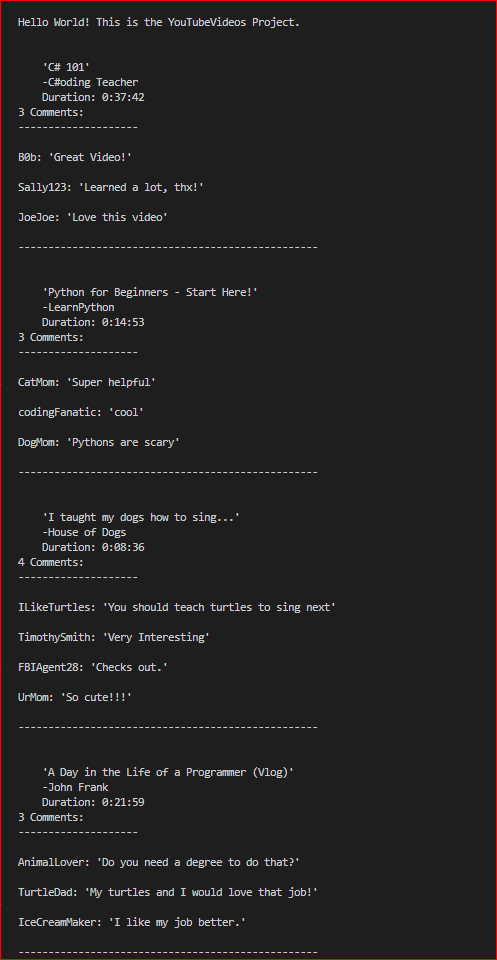 Hello World! This is the YouTubeVideos Project.
'C# 101'
-C#oding Teacher
Duration: 0:37:42
3 Comments:
--------------------
B0b: 'Great Video!'
Sally123: 'Learned a lot, thx!'
JoeJoe: 'Love this video'
--------------------------------------------------
'Python for Beginners - Start Here!'
-LearnPython
Duration: 0:14:53
3 Comments:
--------------------
CatMom: 'Super helpful'
codingFanatic: 'cool'
DogMom: 'Pythons are scary'
--------------------------------------------------
'I taught my dogs how to sing...'
-House of Dogs
Duration: 0:08:36
4 Comments:
--------------------
ILikeTurtles: 'You should teach turtles to sing next'
TimothySmith: 'Very Interesting'
FBIAgent28: 'Checks out.'
UrMom: 'So cute!!!'
--------------------------------------------------
'A Day in the Life of a Programmer (Vlog)'
-John Frank
Duration: 0:21:59
3 Comments:
--------------------
AnimalLover: 'Do you need a degree to do that?'
TurtleDad: 'My turtles and I would love that job!'
IceCreamMaker: 'I like my job better.'
--------------------------------------------------